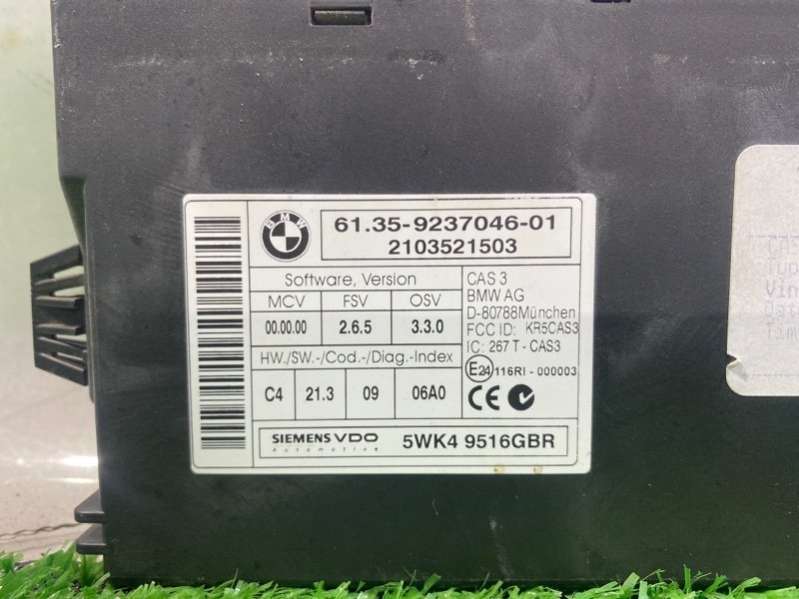 BMW
61.35-9237046-01
2103521503
Software, Version
MCV FSV OSV
00.00.00 2.6.5 3.3.0
HW./SW.-/Cod.-/Diag.-Index
C4 21.3 09 06A0
CAS 3
BMW AG
D-80788München
FCC ID: KR5CAS3
IC: 267 T - CAS3
E24 116RI - 000003
CE
SIEMENS VDO
Automotive
5WK4 9516GBR